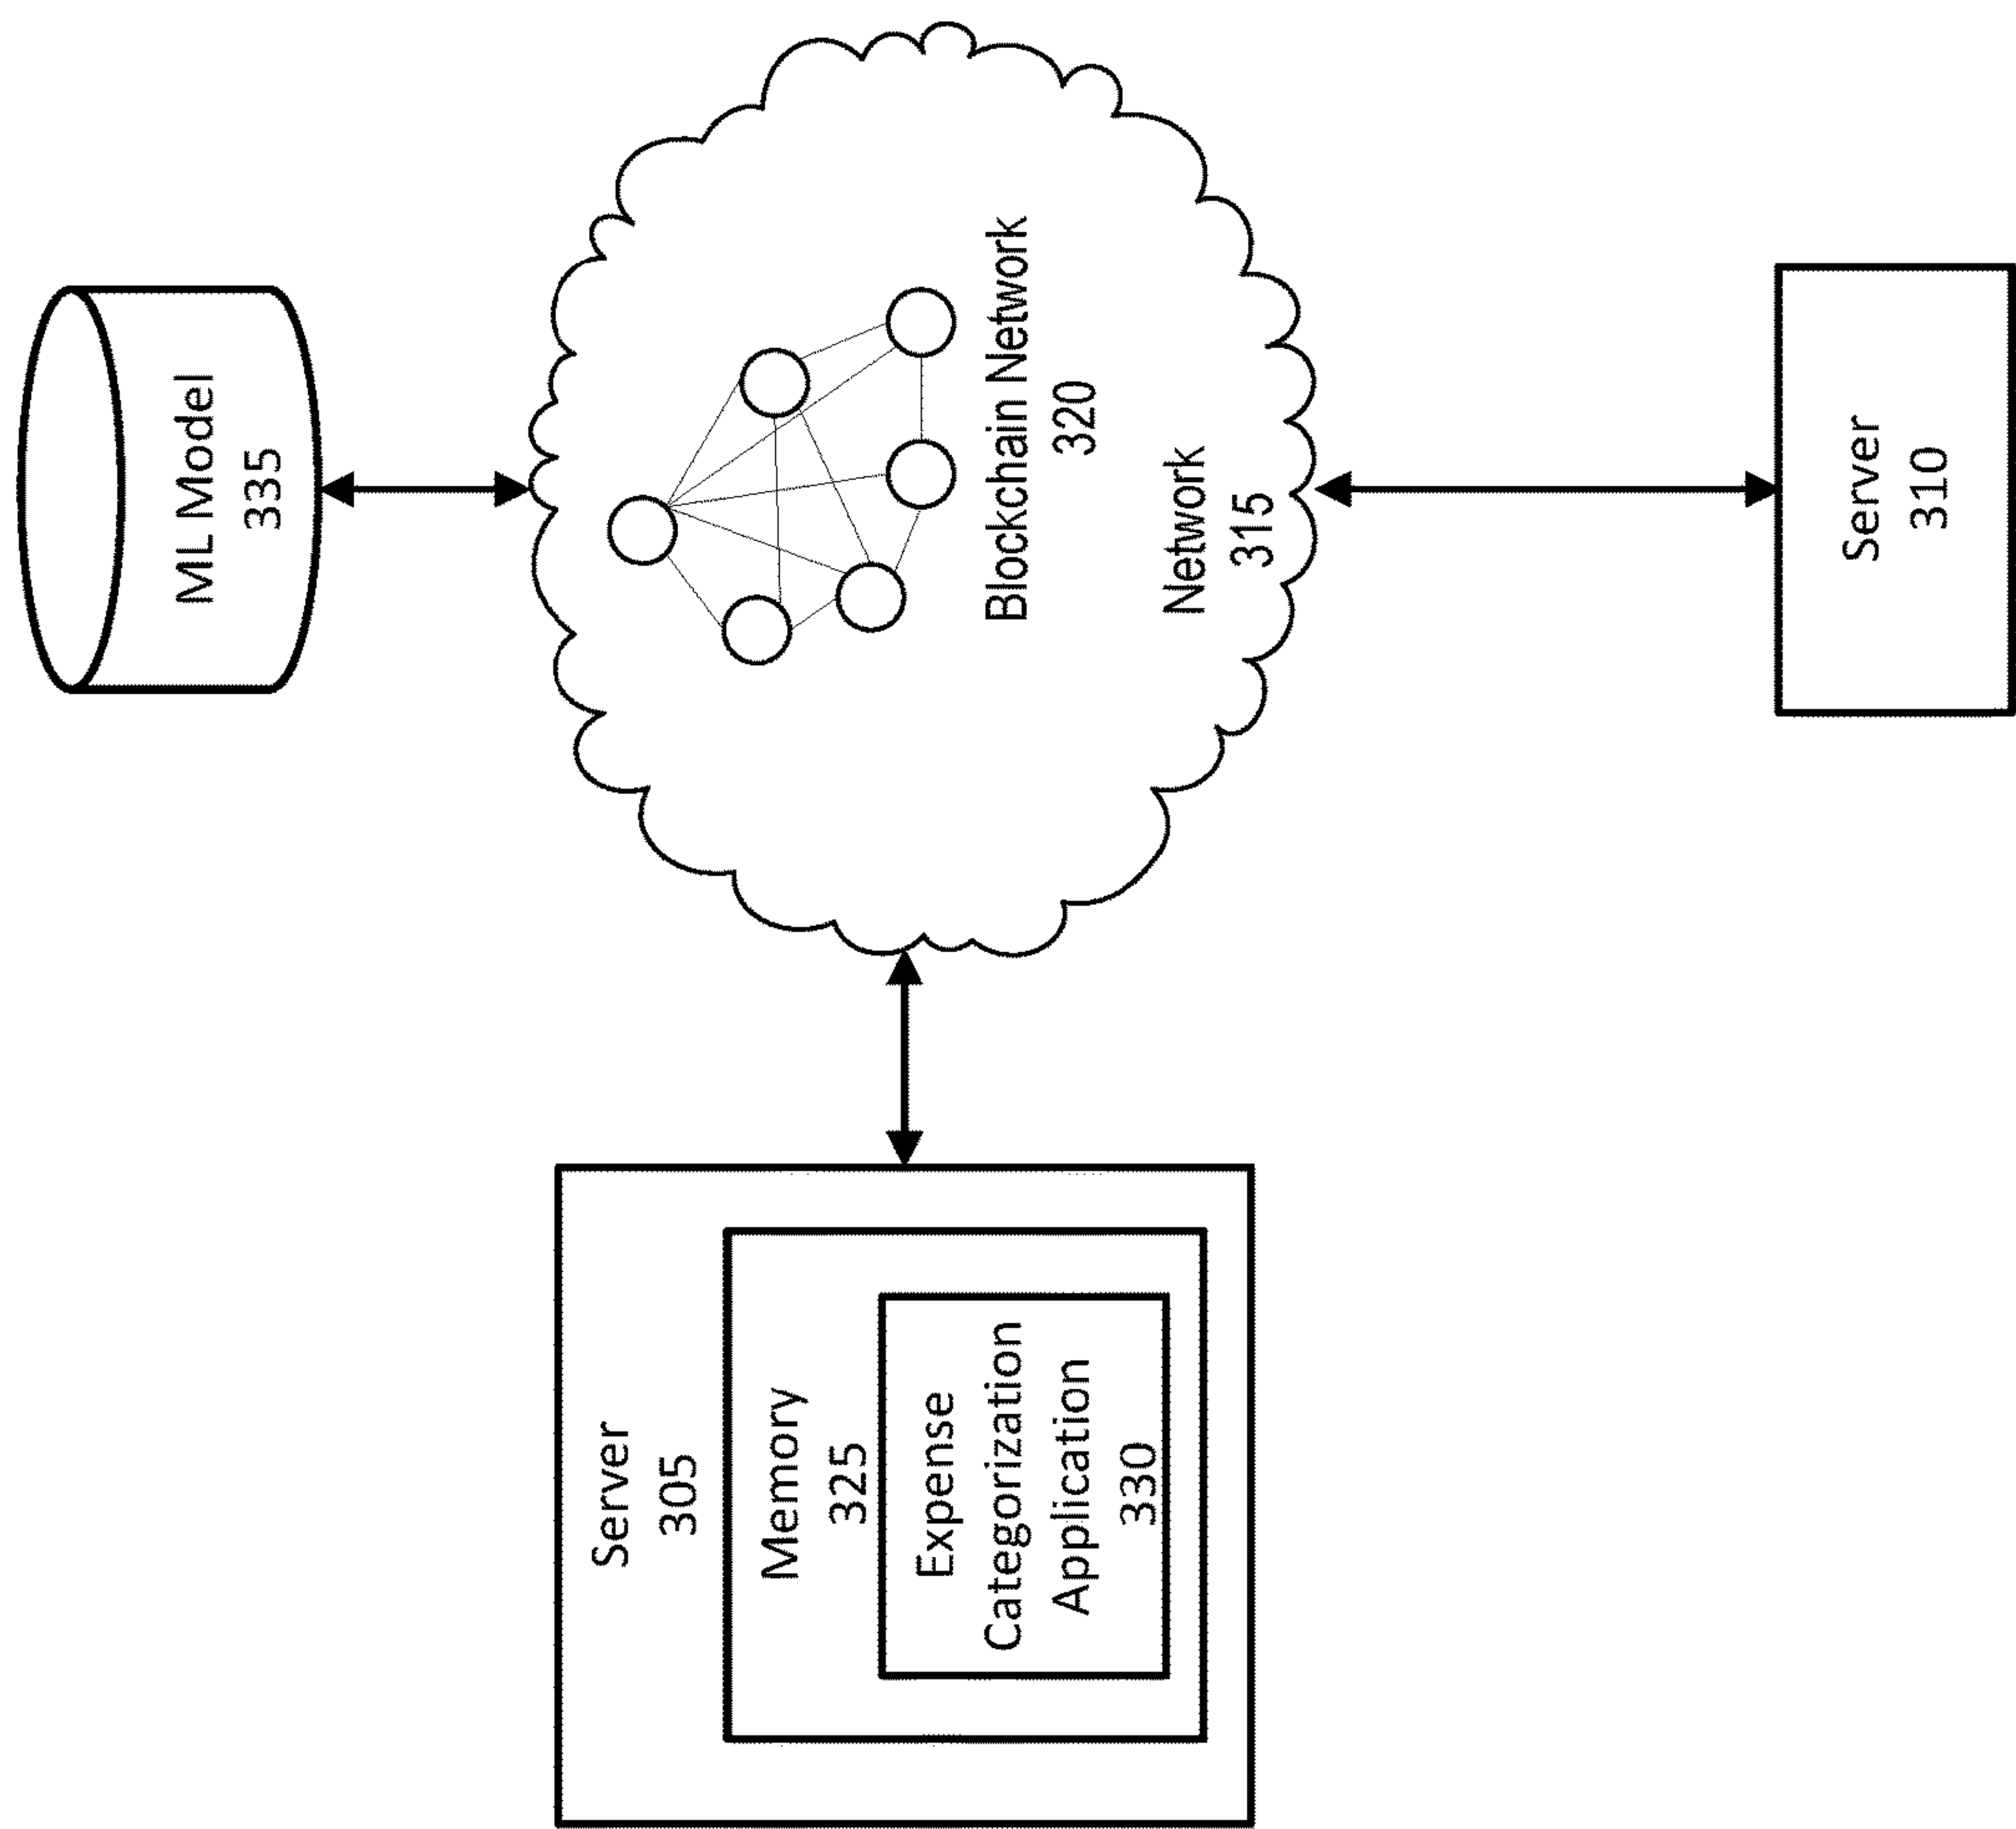 Server
305
Memory
325
Expense
Categorization
Application
330
ML Model
335
Blockchain Network
320
Network
315
Server
310